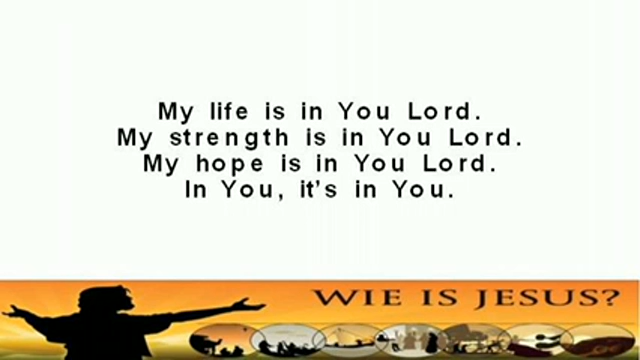 My life is in You Lord.
My strength is in You Lord.
My hope is in You Lord.
In You, it's in You.
WIE IS JESUS?